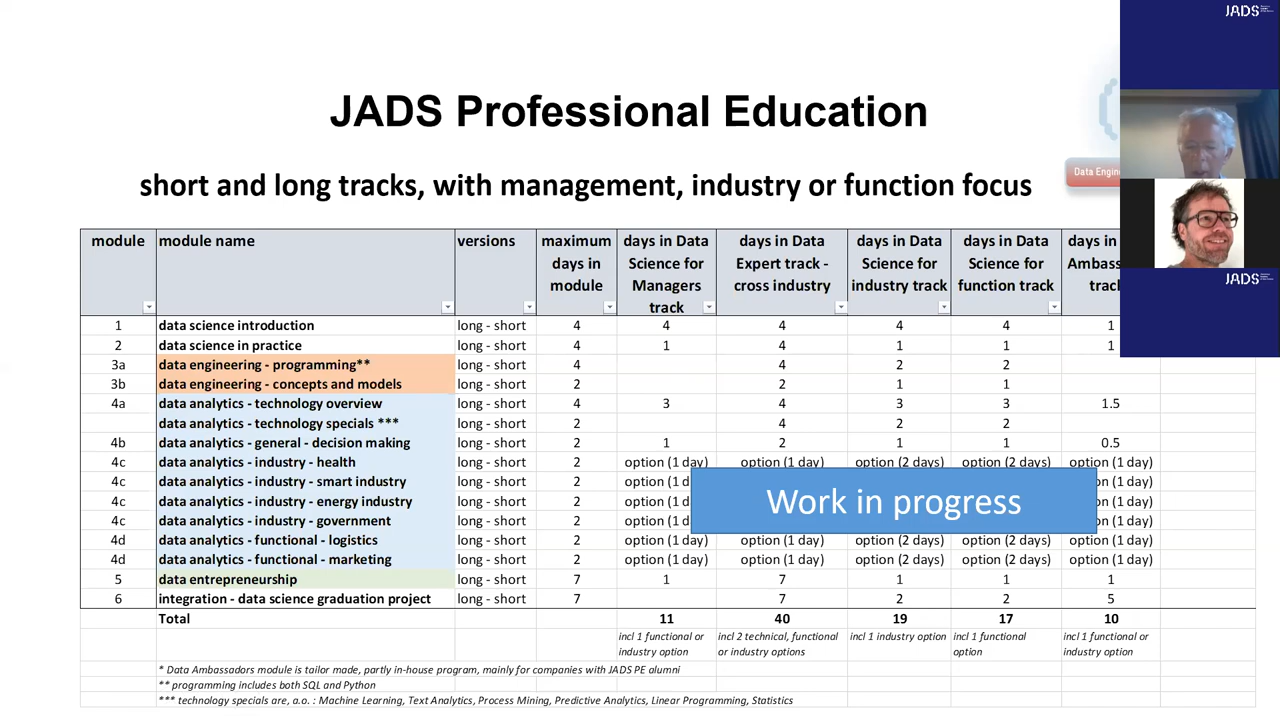 JADS
JADS Professional Education
short and long tracks, with management, industry or function focus
Data Engin
JADS
module module name versions maximum days in module days in Data Science for Managers track days in Data Expert track - cross industry days in Data Science for industry track days in Data Science for function track days in Ambass track
1 data science introduction long - short 4 4 4 4 4 1
2 data science in practice long - short 4 1 4 1 1 1
3a data engineering - programming** long - short 4 4 2 2
3b data engineering - concepts and models long - short 2 2 1 1
4a data analytics - technology overview long - short 4 3 4 3 3 1.5
data analytics - technology specials *** long - short 2 4 2 2
4b data analytics - general - decision making long - short 2 1 2 1 1 0.5
4c data analytics - industry - health long - short 2 option (1 day) option (1 day) option (2 days) option (2 days) option (1 day)
4c data analytics - industry - smart industry long - short 2 option (1 d option (1 day)
4c data analytics - industry - energy industry long - short 2 option (1 d option (1 day)
4c data analytics - industry - government long - short 2 option (1 d option (1 day)
Work in progress
4d data analytics - functional - logistics long - short 2 option (1 day) option (1 day) option (2 days) option (2 days) option (1 day)
4d data analytics - functional - marketing long - short 2 option (1 day) option (1 day) option (2 days) option (2 days) option (1 day)
5 data entrepreneurship long - short 7 1 7 1 1 1
6 integration - data science graduation project long - short 7 7 2 2 5
Total 11 40 19 17 10
incl 1 functional or industry option incl 2 technical, functional or industry options incl 1 industry option incl 1 functional option incl 1 functional or industry option
* Data Ambassadors module is tailor made, partly in-house program, mainly for companies with JADS PE alumni
** programming includes both SQL and Python
*** technology specials are, a.o. : Machine Learning, Text Analytics, Process Mining, Predictive Analytics, Linear Programming, Statistics